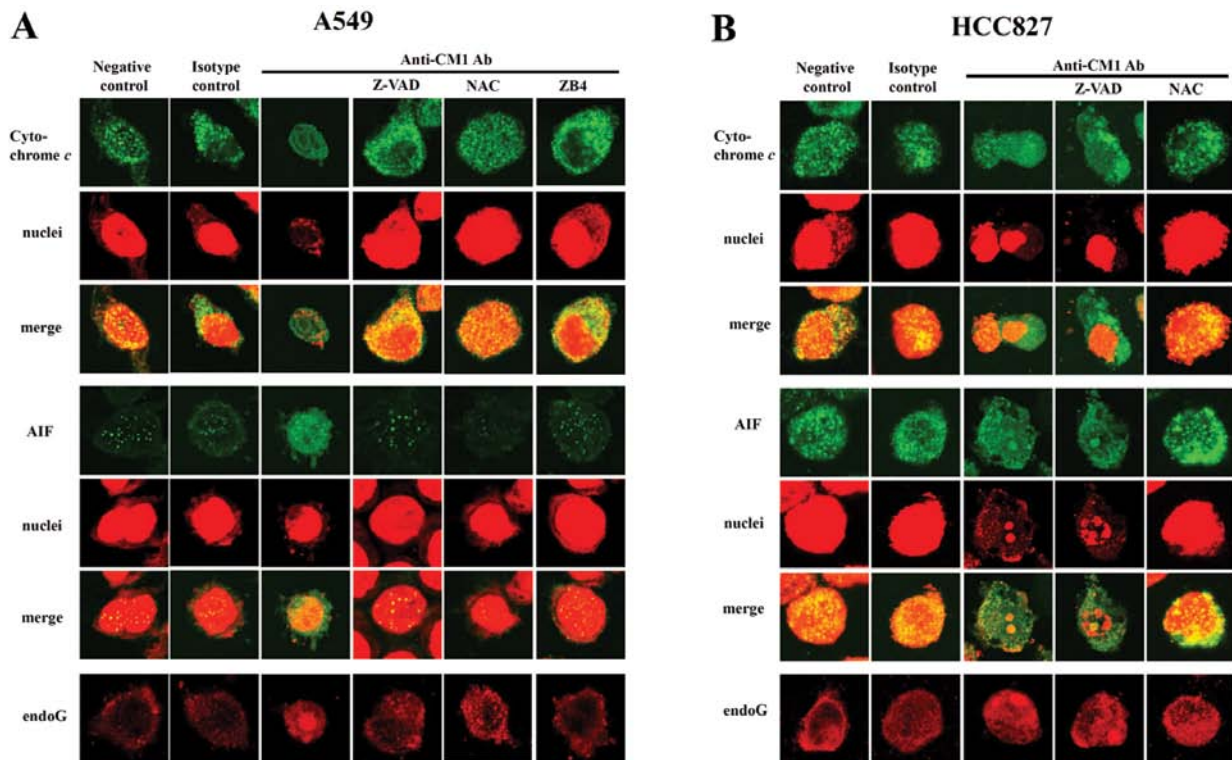 A
A549
Negative control
Isotype control
Anti-CM1 Ab
Z-VAD
NAC
ZB4
Cyto-
chrome c
nuclei
merge
AIF
nuclei
merge
endoG
B
HCC827
Negative control
Isotype control
Anti-CM1 Ab
Z-VAD
NAC
Cyto-
chrome c
nuclei
merge
AIF
nuclei
merge
endoG